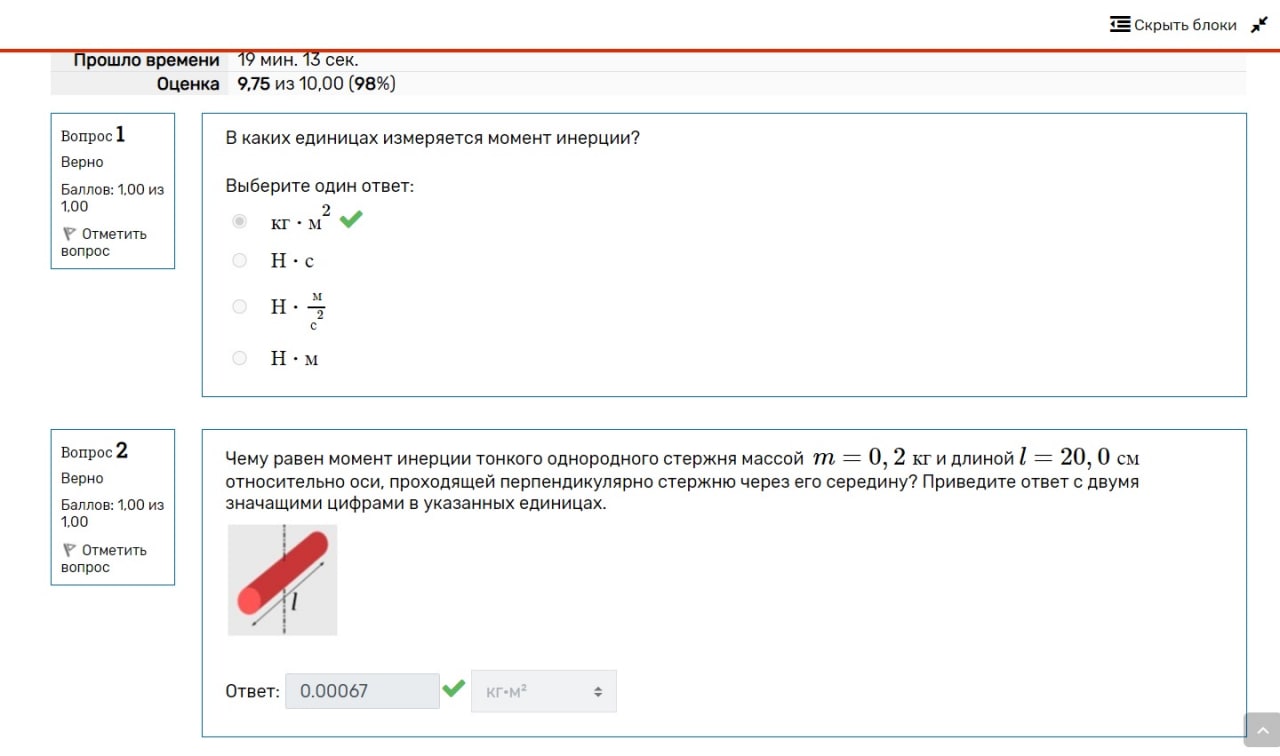 Скрыть блоки
Прошло времени 19 мин. 13 сек.
Оценка 9,75 из 10,00 (98%)
Вопрос 1
Верно
Баллов: 1,00 из
1,00
Отметить
вопрос
В каких единицах измеряется момент инерции?
Выберите один ответ:
кг · м²
Н · с
Н · м/с²
Н · м
Вопрос 2
Верно
Баллов: 1,00 из
1,00
Отметить
вопрос
Чему равен момент инерции тонкого однородного стержня массой m = 0, 2 кг и длиной l = 20, 0 см
относительно оси, проходящей перпендикулярно стержню через его середину? Приведите ответ с двумя
значащими цифрами в указанных единицах.
l
Ответ: 0.00067 кг·м²